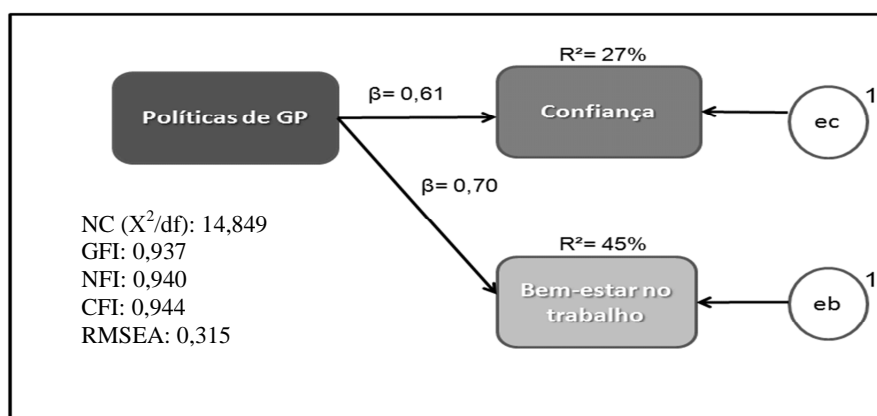 R²= 27%
Políticas de GP
β= 0,61
Confiança
ec
1
β= 0,70
NC (X²/df): 14,849
GFI: 0,937
NFI: 0,940
CFI: 0,944
RMSEA: 0,315
R²= 45%
Bem-estar no
trabalho
eb
1